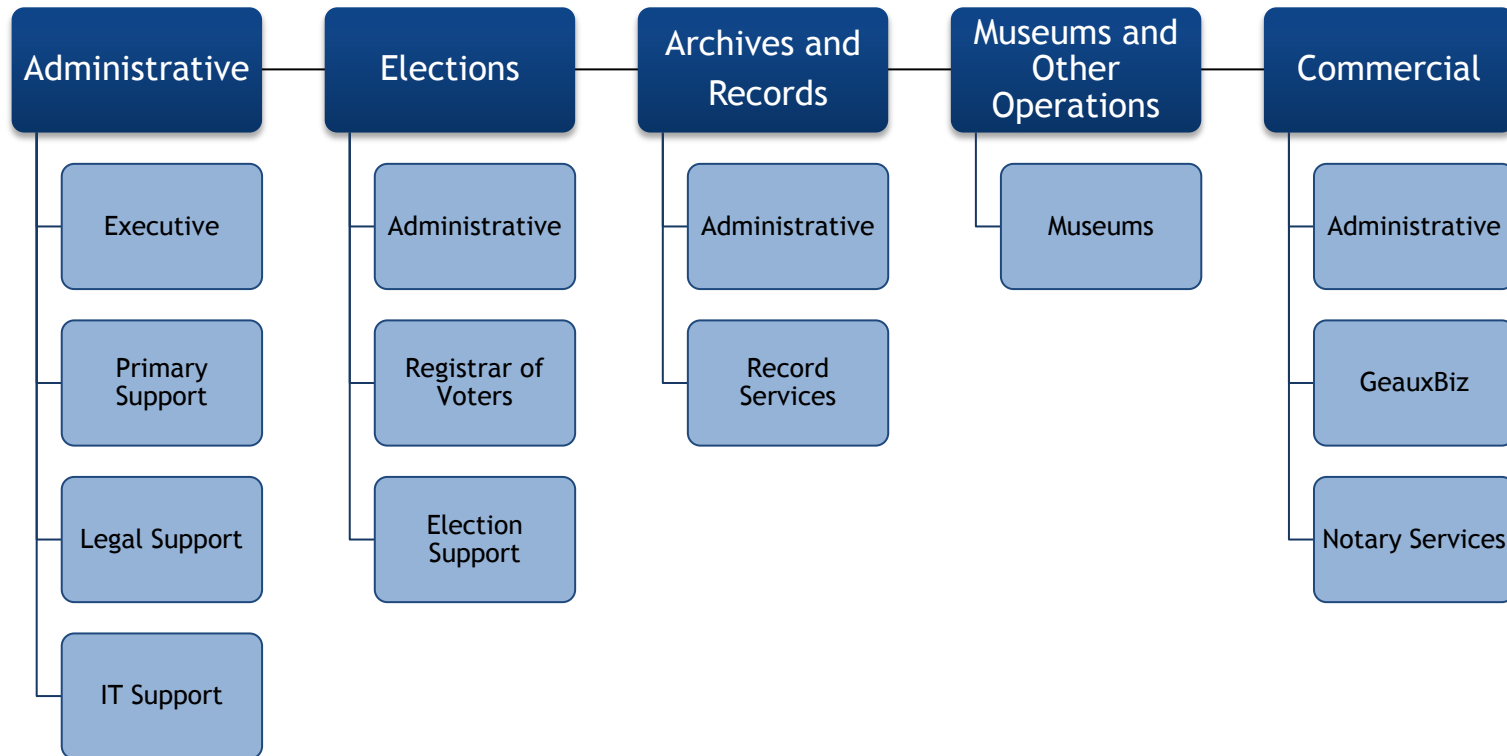 Administrative
Elections
Archives and
Records
Museums and
Other
Operations
Commercial
Executive
Administrative
Administrative
Museums
Administrative
Primary
Support
Registrar of
Voters
Record
Services
GeauxBiz
Legal Support
Election
Support
Notary Services
IT Support